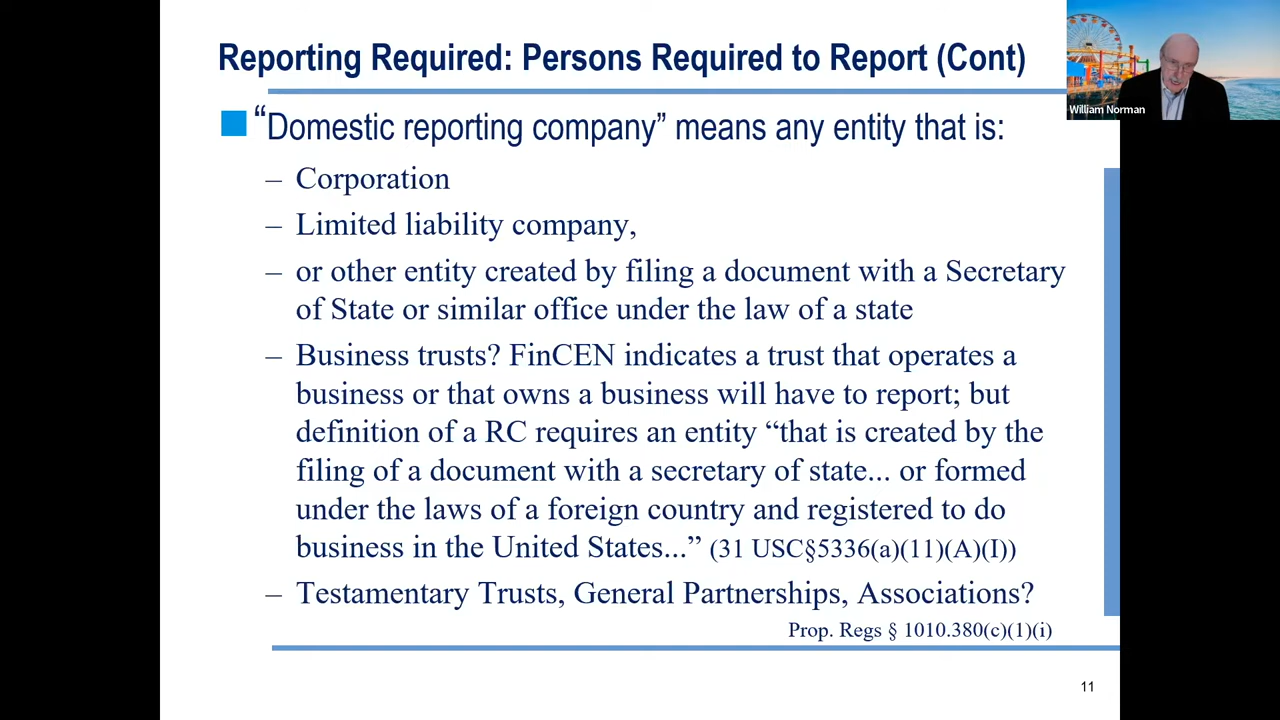 Reporting Required: Persons Required to Report (Cont)
William Norman
“Domestic reporting company” means any entity that is:
– Corporation
– Limited liability company,
– or other entity created by filing a document with a Secretary
of State or similar office under the law of a state
– Business trusts? FinCEN indicates a trust that operates a
business or that owns a business will have to report; but
definition of a RC requires an entity “that is created by the
filing of a document with a secretary of state... or formed
under the laws of a foreign country and registered to do
business in the United States...” (31 USC§5336(a)(11)(A)(I))
– Testamentary Trusts, General Partnerships, Associations?
Prop. Regs § 1010.380(c)(1)(i)
11